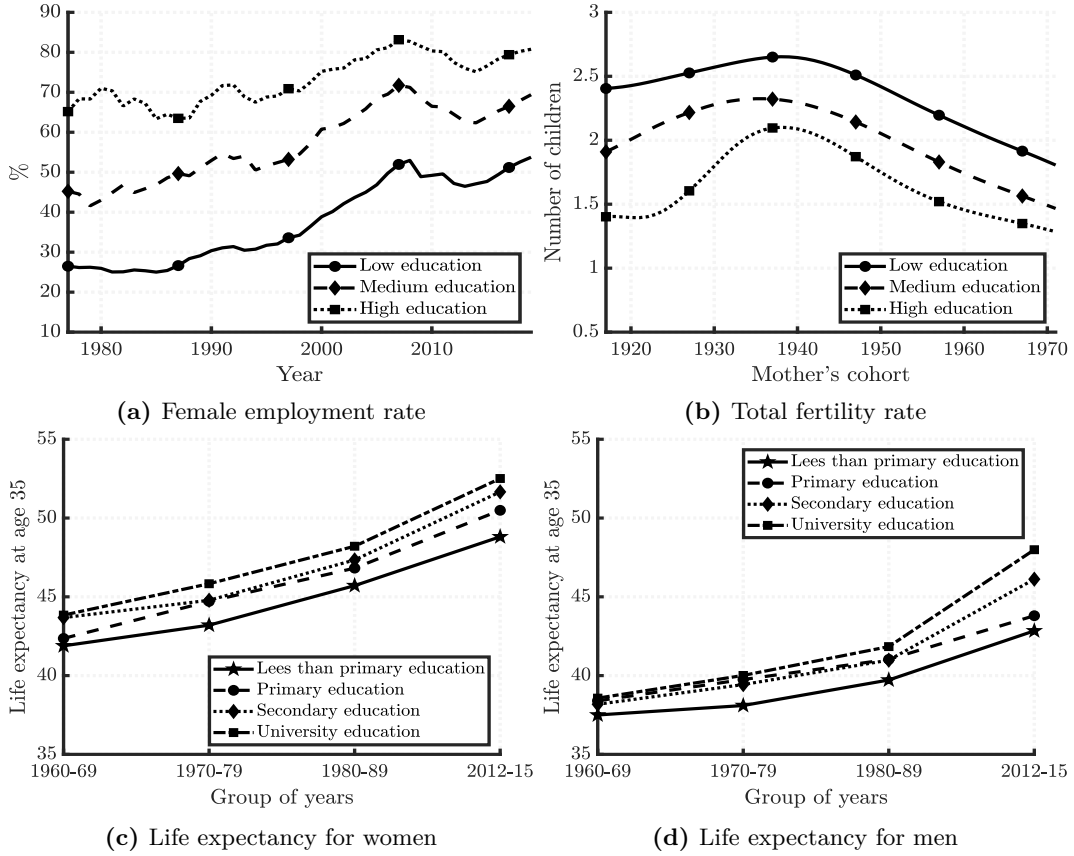 90
80
70
60
50
40
30
20
10
%
1980
1990
2000
2010
Year
Low education
Medium education
High education
(a) Female employment rate
3
2.5
2
1.5
1
0.5
Number of children
1920
1930
1940
1950
1960
1970
Mother's cohort
Low education
Medium education
High education
(b) Total fertility rate
55
50
45
40
35
Life expectancy at age 35
1960-69
1970-79
1980-89
2012-15
Group of years
Lees than primary education
Primary education
Secondary education
University education
(c) Life expectancy for women
55
50
45
40
35
Life expectancy at age 35
Lees than primary education
Primary education
Secondary education
University education
1960-69
1970-79
1980-89
2012-15
Group of years
(d) Life expectancy for men